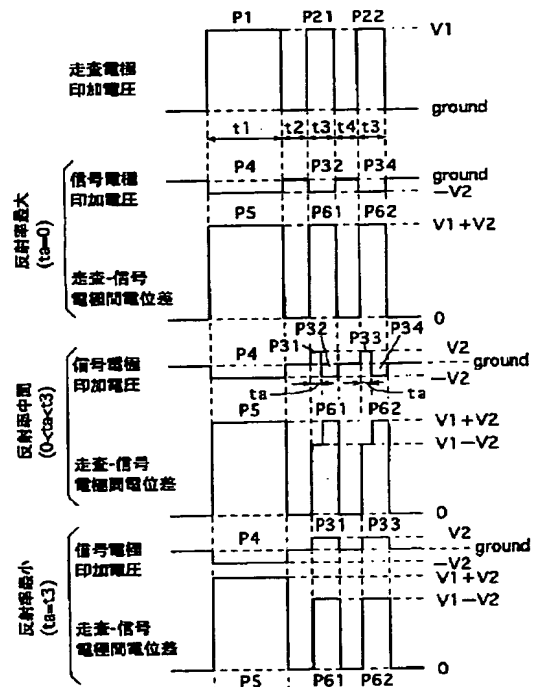 P1 P21 P22
V1
走査電極
印加電圧
ground
t1 t2 t3 t4 t3
反射率最大
(ta=0)
信号電極
印加電圧
P4 P32 P34
ground
−V2
P5 P61 P62
V1+V2
走査-信号
電極間電位差
0
反射率中間
(0<ta<t3)
信号電極
印加電圧
P4 P31 P32 P33 P34
V2
ground
−V2
ta ta
P5 P61 P62
V1+V2
V1−V2
走査-信号
電極間電位差
0
反射率最小
(ta=t3)
信号電極
印加電圧
P4 P31 P33
V2
ground
−V2
V1+V2
V1−V2
走査-信号
電極間電位差
0
P5 P61 P62